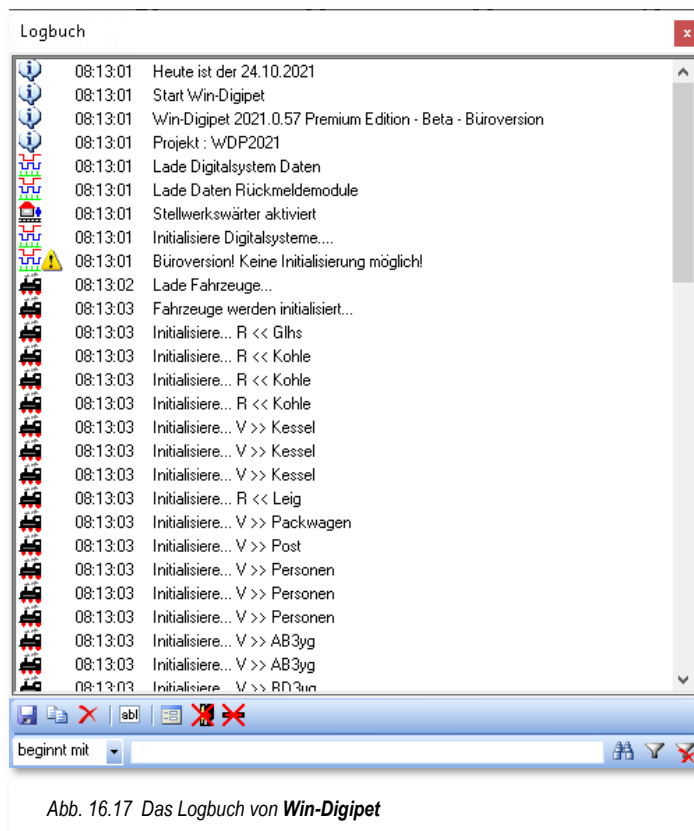 Logbuch
x
08:13:01 Heute ist der 24.10.2021
08:13:01 Start Win-Digipet
08:13:01 Win-Digipet 2021.0.57 Premium Edition - Beta - Büroversion
08:13:01 Projekt : WDP2021
08:13:01 Lade Digitalsystem Daten
08:13:01 Lade Daten Rückmeldemodule
08:13:01 Stellwerkswärter aktiviert
08:13:01 Initialisiere Digitalsysteme....
08:13:01 Büroversion! Keine Initialisierung möglich!
08:13:02 Lade Fahrzeuge...
08:13:03 Fahrzeuge werden initialisiert...
08:13:03 Initialisiere... R << Glhs
08:13:03 Initialisiere... R << Kohle
08:13:03 Initialisiere... R << Kohle
08:13:03 Initialisiere... R << Kohle
08:13:03 Initialisiere... V >> Kessel
08:13:03 Initialisiere... V >> Kessel
08:13:03 Initialisiere... V >> Kessel
08:13:03 Initialisiere... R << Leig
08:13:03 Initialisiere... V >> Packwagen
08:13:03 Initialisiere... V >> Post
08:13:03 Initialisiere... V >> Personen
08:13:03 Initialisiere... V >> Personen
08:13:03 Initialisiere... V >> Personen
08:13:03 Initialisiere... V >> AB3yg
08:13:03 Initialisiere... V >> AB3yg
08:13:03 Initialisiere... V >> BD3yg
abl
beginnt mit
Abb. 16.17 Das Logbuch von Win-Digipet